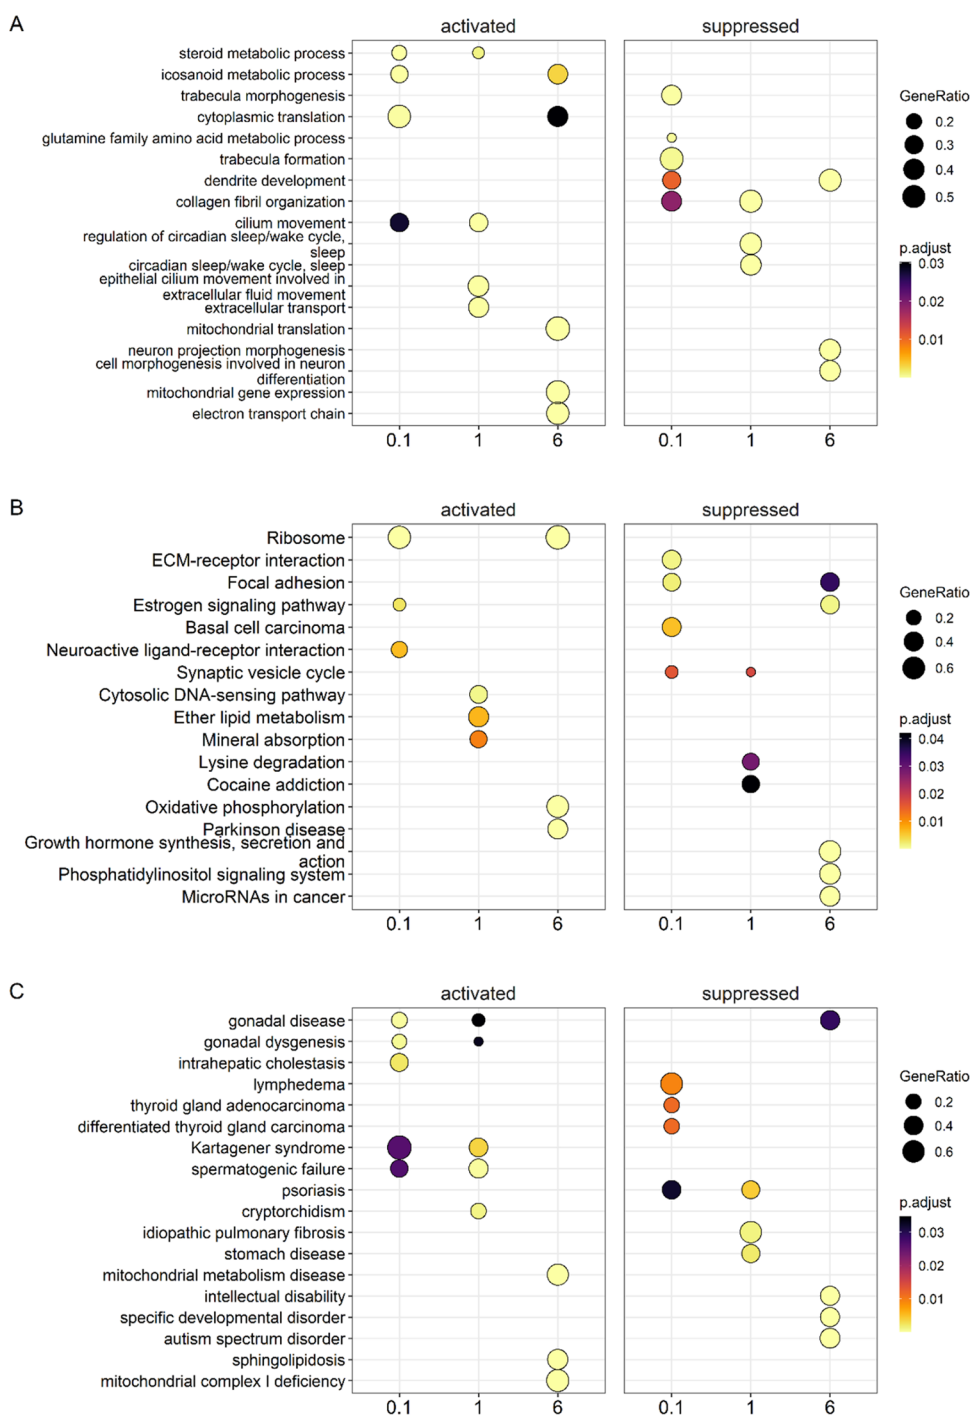 A
activated
suppressed
steroid metabolic process
icosanoid metabolic process
trabecula morphogenesis
cytoplasmic translation
glutamine family amino acid metabolic process
trabecula formation
dendrite development
collagen fibril organization
cilium movement
regulation of circadian sleep/wake cycle,
sleep
circadian sleep/wake cycle, sleep
epithelial cilium movement involved in
extracellular fluid movement
extracellular transport
mitochondrial translation
neuron projection morphogenesis
cell morphogenesis involved in neuron
differentiation
mitochondrial gene expression
electron transport chain
0.1 1 6
0.1 1 6
GeneRatio
0.2
0.3
0.4
0.5
p.adjust
0.03
0.02
0.01
B
activated
suppressed
Ribosome
ECM-receptor interaction
Focal adhesion
Estrogen signaling pathway
Basal cell carcinoma
Neuroactive ligand-receptor interaction
Synaptic vesicle cycle
Cytosolic DNA-sensing pathway
Ether lipid metabolism
Mineral absorption
Lysine degradation
Cocaine addiction
Oxidative phosphorylation
Parkinson disease
Growth hormone synthesis, secretion and
action
Phosphatidylinositol signaling system
MicroRNAs in cancer
0.1 1 6
0.1 1 6
GeneRatio
0.2
0.4
0.6
p.adjust
0.04
0.03
0.02
0.01
C
activated
suppressed
gonadal disease
gonadal dysgenesis
intrahepatic cholestasis
lymphedema
thyroid gland adenocarcinoma
differentiated thyroid gland carcinoma
Kartagener syndrome
spermatogenic failure
psoriasis
cryptorchidism
idiopathic pulmonary fibrosis
stomach disease
mitochondrial metabolism disease
intellectual disability
specific developmental disorder
autism spectrum disorder
sphingolipidosis
mitochondrial complex I deficiency
0.1 1 6
0.1 1 6
GeneRatio
0.2
0.4
0.6
p.adjust
0.03
0.02
0.01